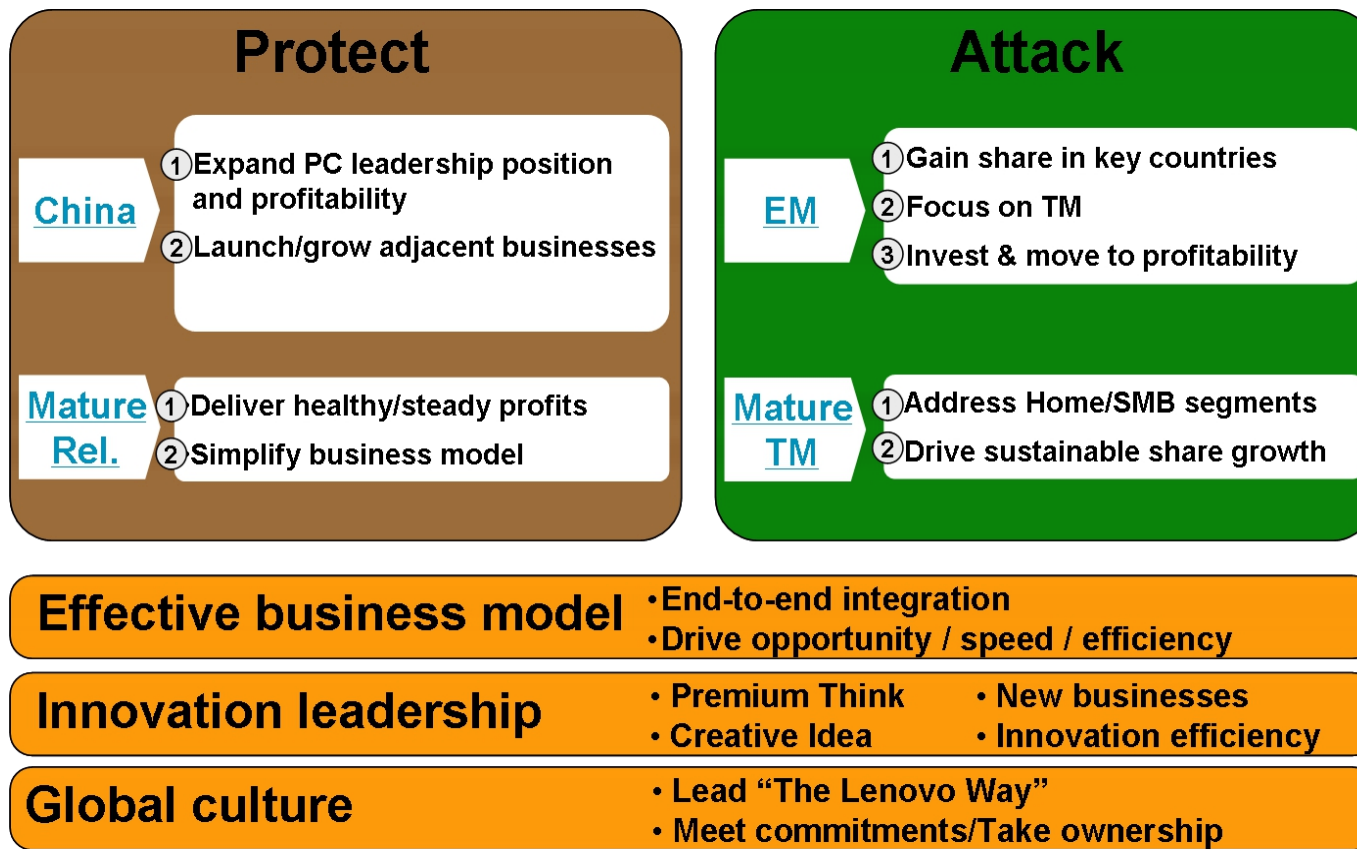 Protect
China
1 Expand PC leadership position
and profitability
2 Launch/grow adjacent businesses
Mature
Rel.
1 Deliver healthy/steady profits
2 Simplify business model
Attack
EM
1 Gain share in key countries
2 Focus on TM
3 Invest & move to profitability
Mature
TM
1 Address Home/SMB segments
2 Drive sustainable share growth
Effective business model
• End-to-end integration
• Drive opportunity / speed / efficiency
Innovation leadership
• Premium Think
• Creative Idea
• New businesses
• Innovation efficiency
Global culture
• Lead “The Lenovo Way”
• Meet commitments/Take ownership